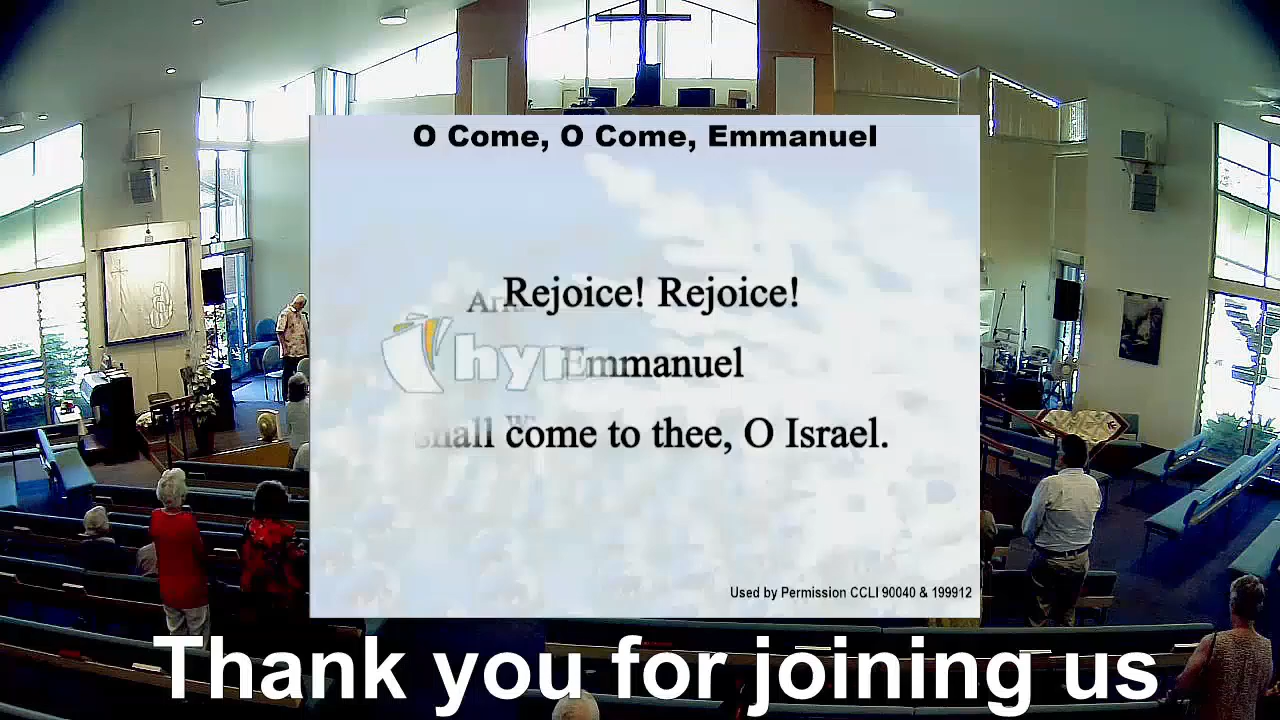 O Come, O Come, Emmanuel
Rejoice! Rejoice!
Emmanuel
shall come to thee, O Israel.
Used by Permission CCLI 90040 & 199912
Thank you for joining us